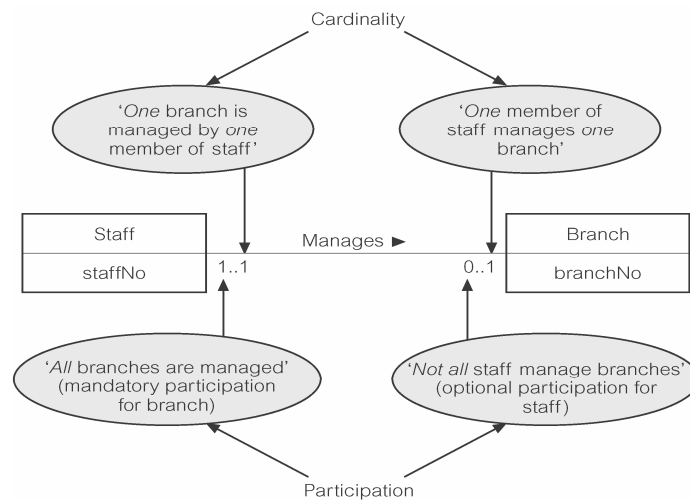 Cardinality
‘One branch is
managed by one
member of staff’
‘One member of
staff manages one
branch’
Staff
Manages ►
Branch
staffNo
1..1
0..1
branchNo
‘All branches are managed’
(mandatory participation
for branch)
‘Not all staff manage branches’
(optional participation for
staff)
Participation